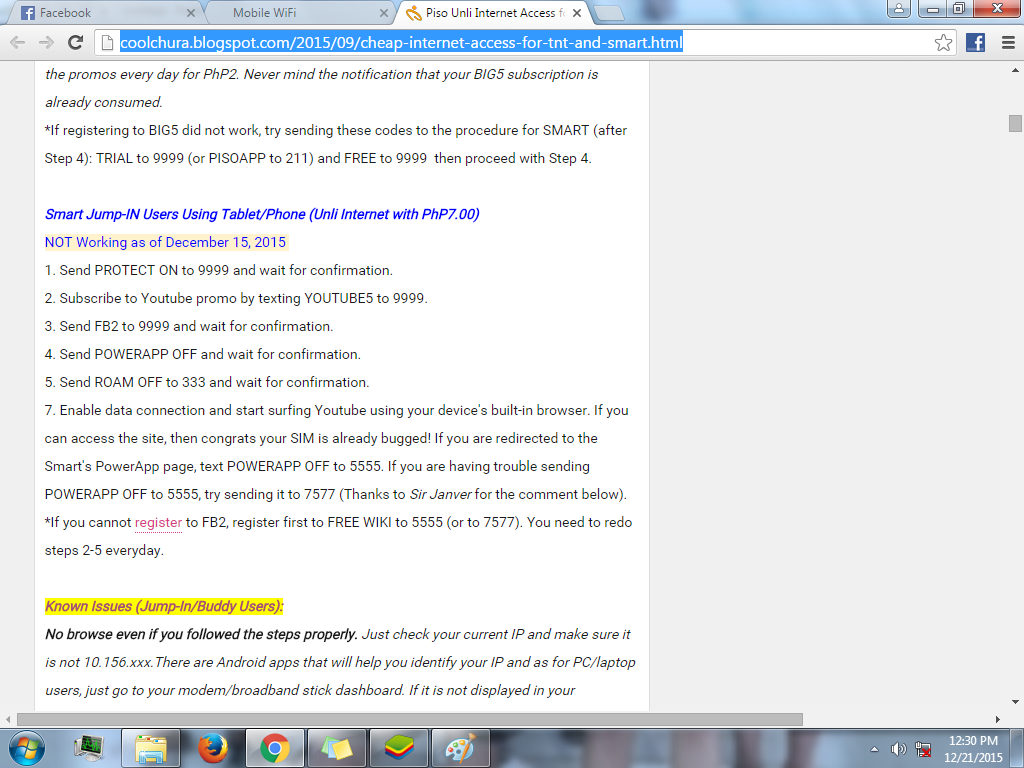 Facebook
Mobile WiFi
Piso Unli Internet Access f
coolchura.blogspot.com/2015/09/cheap-internet-access-for-tnt-and-smart.html
the promos every day for PhP2. Never mind the notification that your BIG5 subscription is
already consumed.
*If registering to BIG5 did not work, try sending these codes to the procedure for SMART (after
Step 4): TRIAL to 9999 (or PISOAPP to 211) and FREE to 9999  then proceed with Step 4.
Smart Jump-IN Users Using Tablet/Phone (Unli Internet with PhP7.00)
NOT Working as of December 15, 2015
1. Send PROTECT ON to 9999 and wait for confirmation.
2. Subscribe to Youtube promo by texting YOUTUBE5 to 9999.
3. Send FB2 to 9999 and wait for confirmation.
4. Send POWERAPP OFF and wait for confirmation.
5. Send ROAM OFF to 333 and wait for confirmation.
7. Enable data connection and start surfing Youtube using your device's built-in browser. If you
can access the site, then congrats your SIM is already bugged! If you are redirected to the
Smart's PowerApp page, text POWERAPP OFF to 5555. If you are having trouble sending
POWERAPP OFF to 5555, try sending it to 7577 (Thanks to Sir Janver for the comment below).
*If you cannot register to FB2, register first to FREE WIKI to 5555 (or to 7577). You need to redo
steps 2-5 everyday.
Known Issues (Jump-In/Buddy Users):
No browse even if you followed the steps properly. Just check your current IP and make sure it
is not 10.156.xxx.There are Android apps that will help you identify your IP and as for PC/laptop
users, just go to your modem/broadband stick dashboard. If it is not displayed in your
12:30 PM
12/21/2015